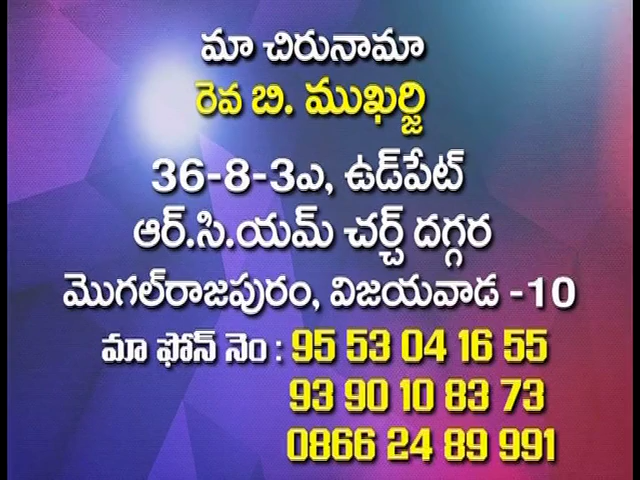 మా చిరునామా
రెవ బి. ముఖర్జి
36-8-3ఎ, ఉడ్‌పేట్
ఆర్.సి.యమ్ చర్చ్ దగ్గర
మొగల్‌రాజపురం, విజయవాడ -10
మా ఫోన్ నెం : 95 53 04 16 55
93 90 10 83 73
0866 24 89 991